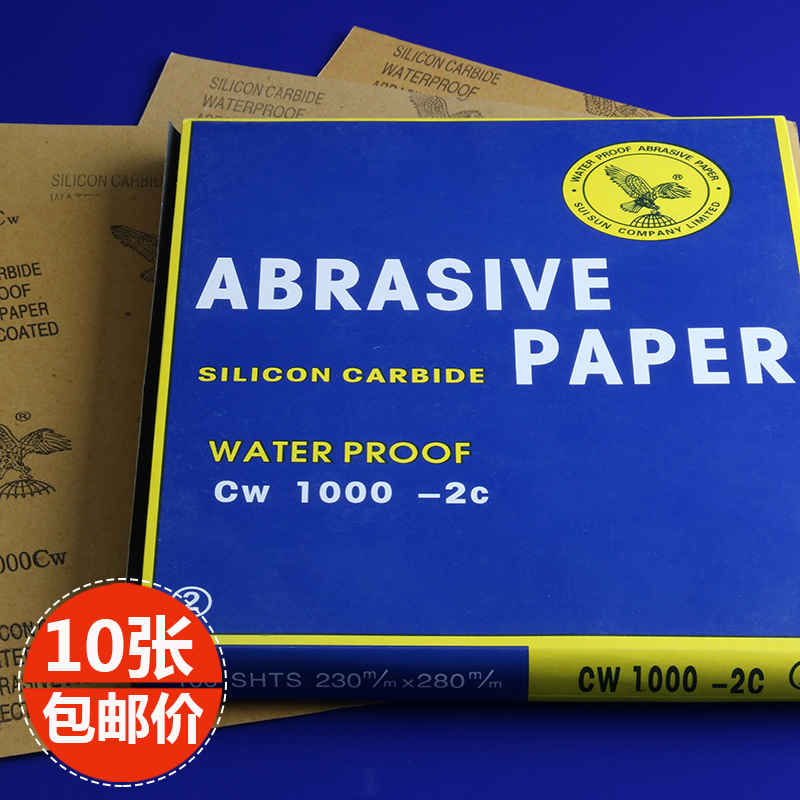 SILICON CARBIDE
WATERPROOF
SILICON CARBIDE
WATERPROOF
SILICON CARBID
WATER PROOF ABRASIVE PAPER
®
SUISUN COMPANY LIMITED
Cw
RBIDE
OOF
PAPER
COATED
®
000Cw
ABRASIVE
PAPER
SILICON CARBIDE
WATER PROOF
CW 1000 -2C
2
SHTS 230m/m×280m/m
CW 1000 -2C
10张
包邮价